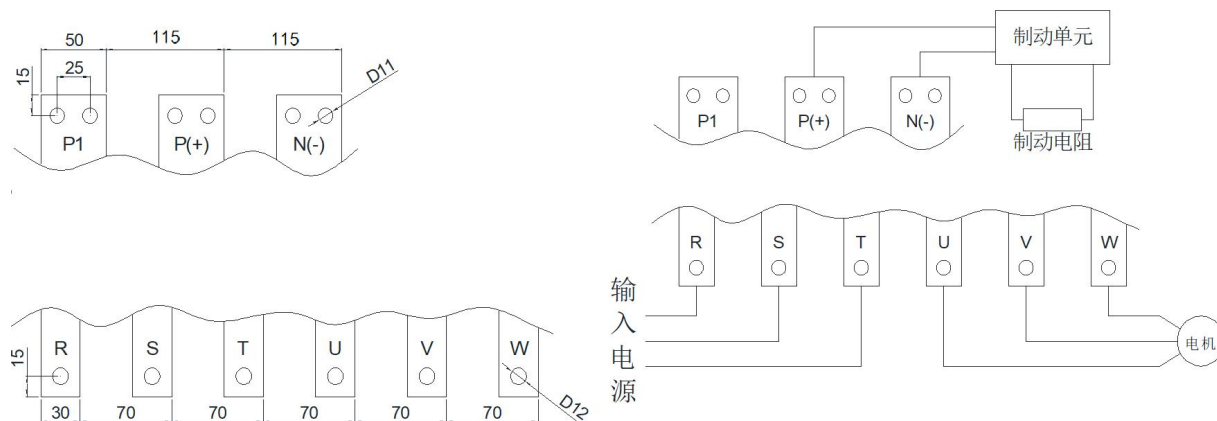 50 115 115
25
15
D11
P1 P(+) N(-)
R S T U V W
15
D12
30 70 70 70 70 70
制动单元
P1 P(+) N(-)
制动电阻
R S T U V W
输入电源
电机